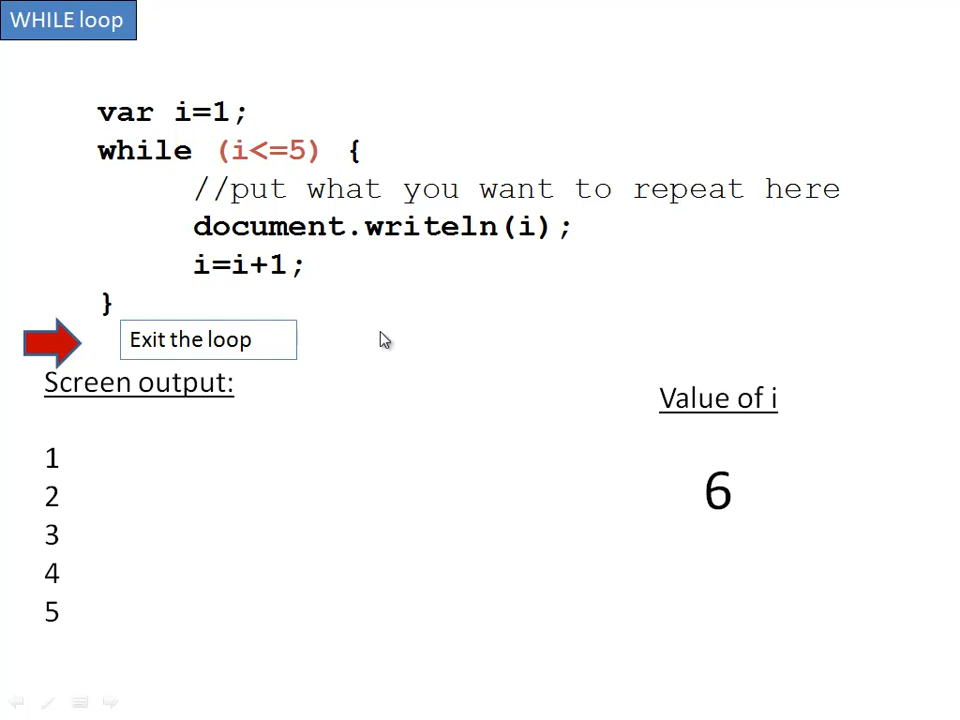 WHILE loop
var i=1;
while (i<=5) {
//put what you want to repeat here
document.writeln(i);
i=i+1;
}
Exit the loop
Screen output:
Value of i
1
2
3
4
5
6